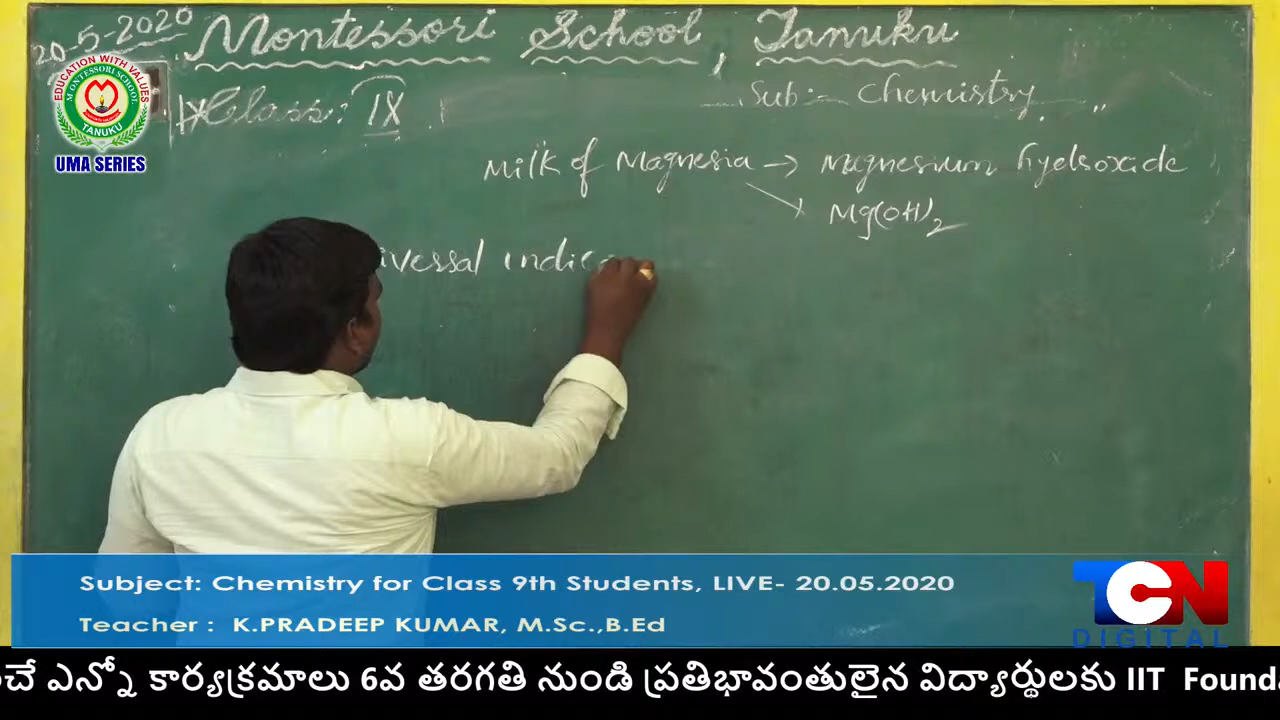 20-5-2020 Montessori School, Tanuku
Class: IX
Sub:- Chemistry
EDUCATION WITH VALUES
MONTESSORI SCHOOL
TANUKU
UMA SERIES
Milk of Magnesia → Magnesium hydroxide
Mg(OH)2
iversal indica
Subject: Chemistry for Class 9th Students, LIVE- 20.05.2020
Teacher : K.PRADEEP KUMAR, M.Sc.,B.Ed
TCN
DIGITAL
చే ఎన్నో కార్యక్రమాలు 6వ తరగతి నుండి ప్రతిభావంతులైన విద్యార్థులకు IIT Founda